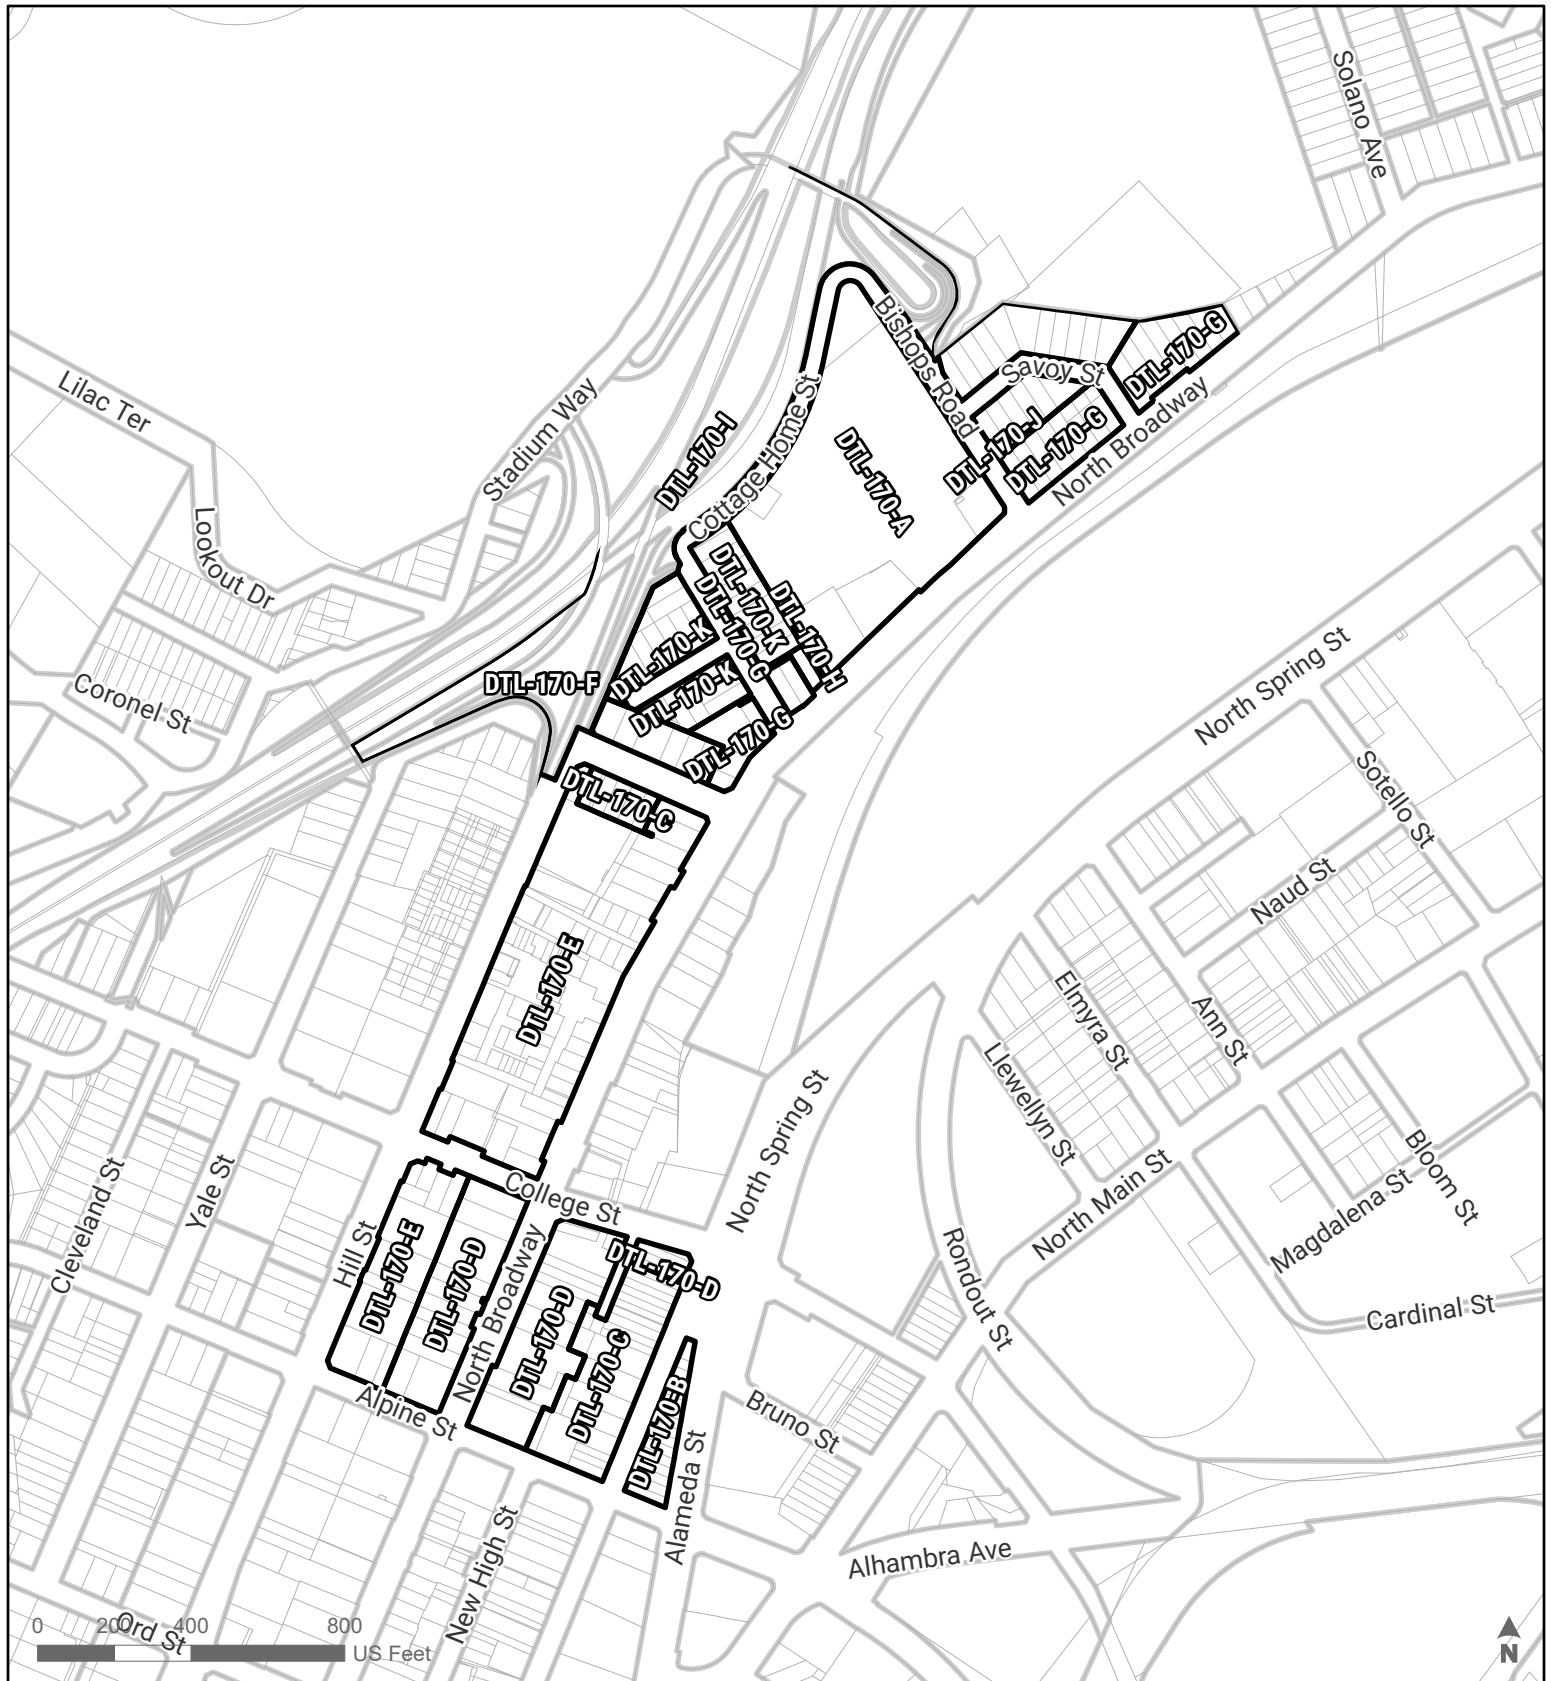 Solano Ave
Bishops Road
Savoy St
DTL-170-G
Lilac Ter
Stadium Way
DTL-170-I
Cottage Home St
DTL-170-A
DTL-170-J
DTL-170-G
North Broadway
Lookout Dr
DTL-170-K
DTL-170-G
DTL-170-H
DTL-170-K
DTL-170-K
DTL-170-F
DTL-170-G
Coronel St
North Spring St
Sotello St
DTL-170-C
Naud St
DTL-170-E
Elmyra St
Ann St
Llewellyn St
North Spring St
Bloom St
Cleveland St
Yale St
College St
North Main St
Magdalena St
Hill St
DTL-170-E
DTL-170-D
North Broadway
DTL-170-D
DTL-170-D
DTL-170-C
Rondout St
Cardinal St
DTL-170-B
Alpine St
Bruno St
Alameda St
New High St
Alhambra Ave
Ord St
0 200 400 800
US Feet
N